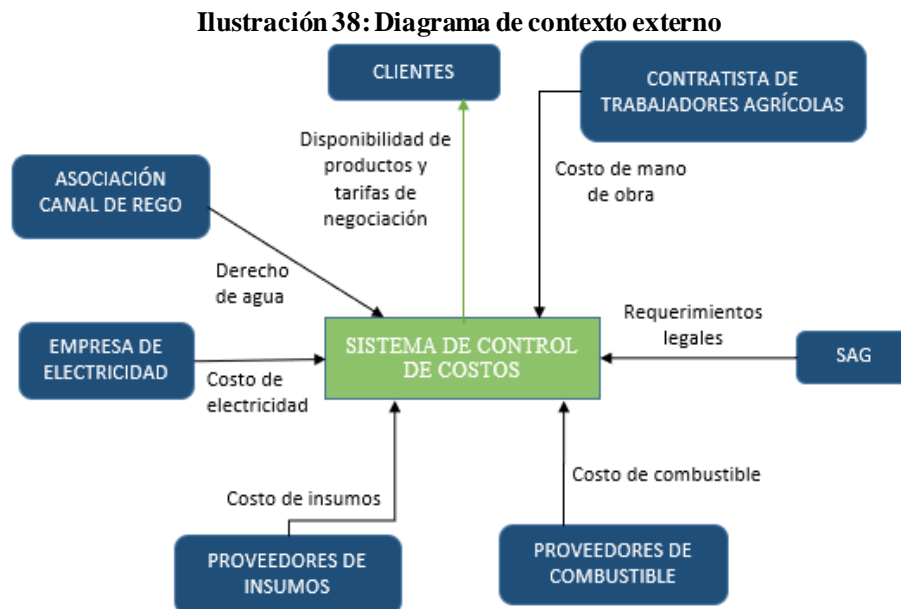 Ilustración 38: Diagrama de contexto externo
CLIENTES
CONTRATISTA DE
TRABAJADORES AGRÍCOLAS
Disponibilidad de
productos y
tarifas de
negociación
Costo de mano
de obra
ASOCIACIÓN
CANAL DE REGO
Derecho
de agua
Requerimientos
legales
EMPRESA DE
ELECTRICIDAD
SISTEMA DE CONTROL
DE COSTOS
SAG
Costo de
electricidad
Costo de insumos
Costo de combustible
PROVEEDORES DE
INSUMOS
PROVEEDORES DE
COMBUSTIBLE